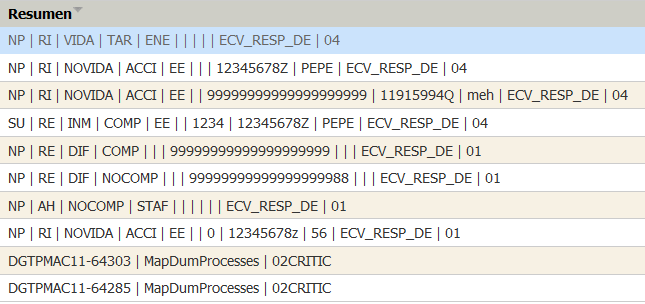 Resumen
NP | RI | VIDA | TAR | ENE | | | | | ECV_RESP_DE | 04
NP | RI | NOVIDA | ACCI | EE | | | 12345678Z | PEPE | ECV_RESP_DE | 04
NP | RI | NOVIDA | ACCI | EE | | 99999999999999999999 | 11915994Q | meh | ECV_RESP_DE | 04
SU | RE | INM | COMP | EE | | 1234 | 12345678Z | PEPE | ECV_RESP_DE | 04
NP | RE | DIF | COMP | | | 99999999999999999999 | | | ECV_RESP_DE | 01
NP | RE | DIF | NOCOMP | | | 9999999999999999999988 | | | ECV_RESP_DE | 01
NP | AH | NOCOMP | STAF | | | | | | ECV_RESP_DE | 01
NP | RI | NOVIDA | ACCI | EE | | 0 | 12345678z | 56 | ECV_RESP_DE | 01
DGTPMAC11-64303 | MapDumProcesses | 02CRITIC
DGTPMAC11-64285 | MapDumProcesses | 02CRITIC